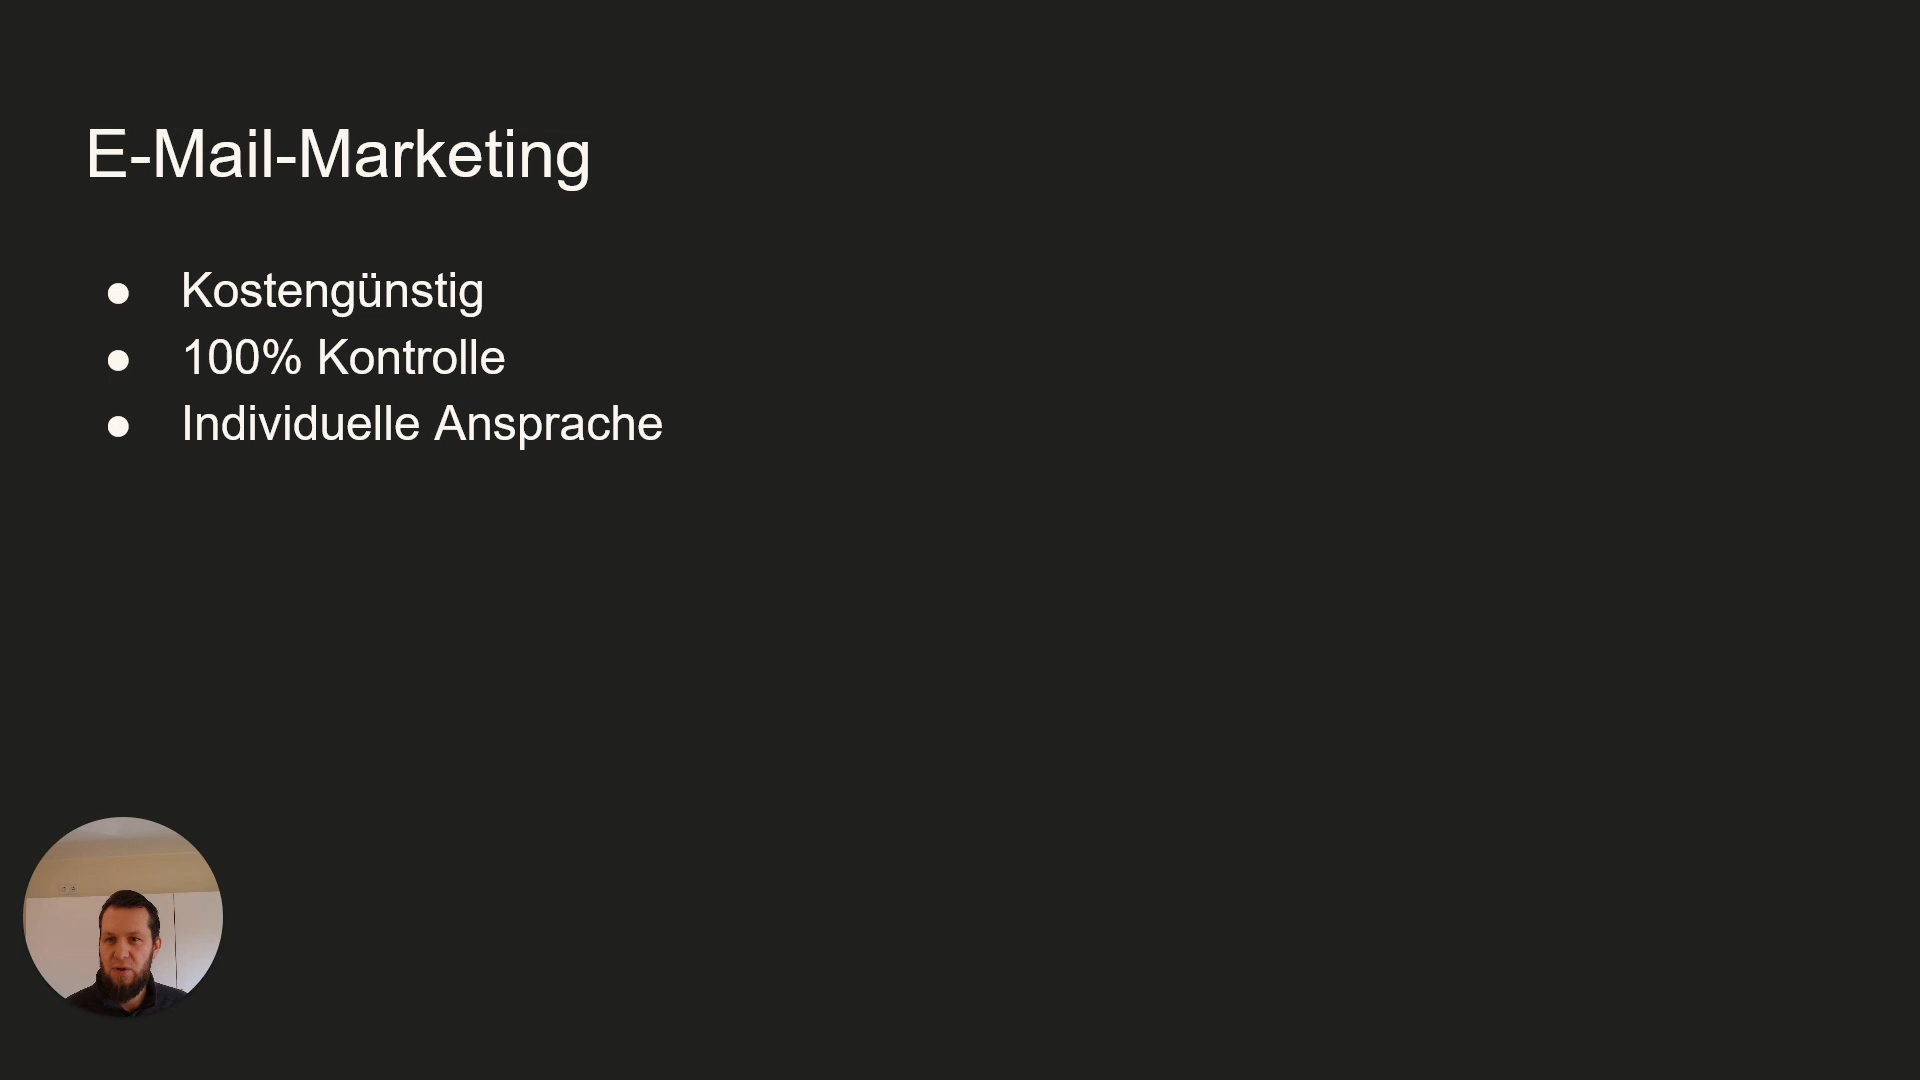 E-Mail-Marketing
● Kostengünstig
● 100% Kontrolle
● Individuelle Ansprache